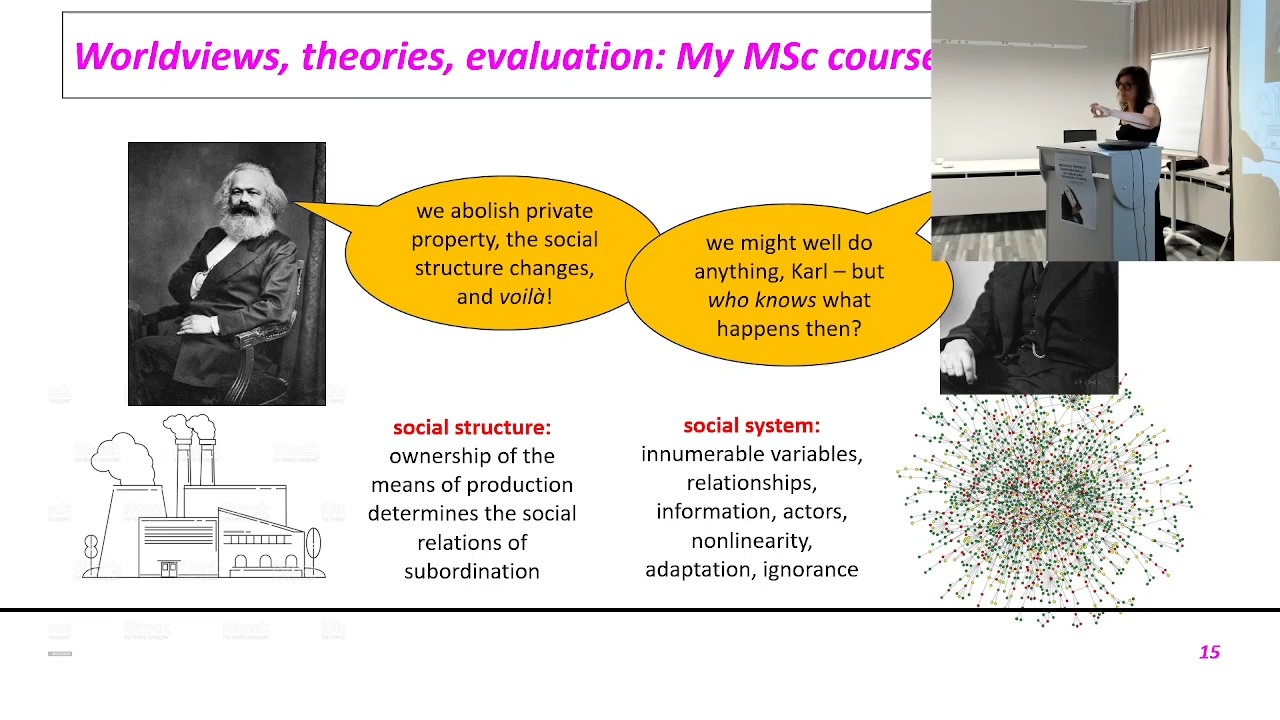 Worldviews, theories, evaluation: My MSc course
we abolish private
property, the social
structure changes,
and voilà!
we might well do
anything, Karl – but
who knows what
happens then?
social structure:
ownership of the
means of production
determines the social
relations of
subordination
social system:
innumerable variables,
relationships,
information, actors,
nonlinearity,
adaptation, ignorance
15